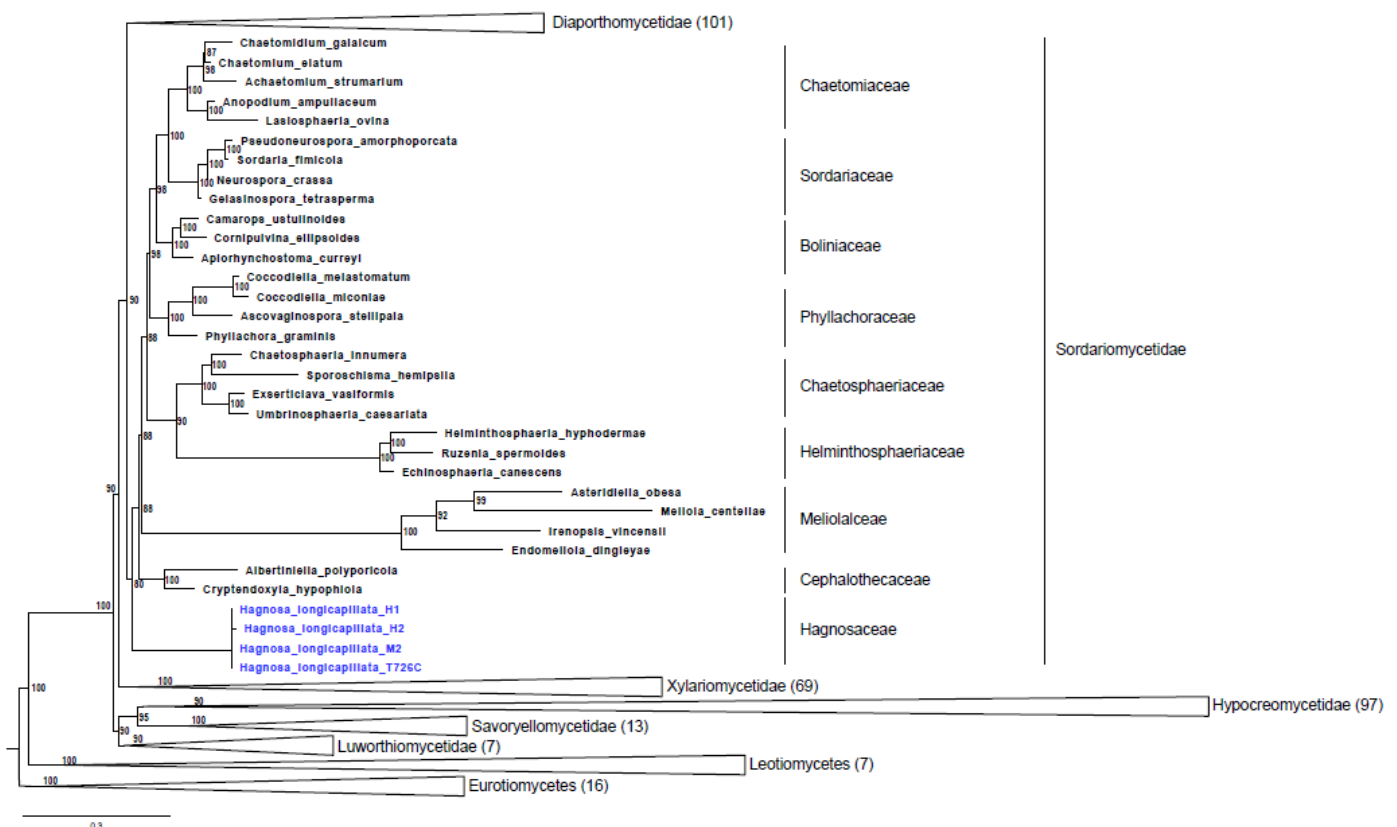 Diaporthomycetidae (101)
100
Chaetomidium_galaicum
87
Chaetomium_elatum
98
Achaetomium_strumarium
Chaetomiaceae
100
Anopodium_ampullaceum
100
Lasiosphaeria_ovina
100
Pseudoneurospora_amorphoporcata
100
Sordaria_fimicola
100
Sordariaceae
100
Neurospora_crassa
98
Gelasinospora_tetrasperma
Camarops_ustulinoides
100
Cornipulvina_ellipsoides
100
Boliniaceae
98
Apiorhynchostoma_curreyi
Coccodiella_melastomatum
100
Coccodiella_miconiae
90
100
Ascovaginospora_stellipala
Phyllachoraceae
100
88
Phyllachora_graminis
Sordariomycetidae
Chaetosphaeria_innumera
100
Sporoschisma_hemipsila
100
Chaetosphaeriaceae
Exserticlava_vasiformis
100
Umbrinosphaeria_caesariata
90
88
Helminthosphaeria_hyphodermae
100
Ruzenia_spermoides
100
Helminthosphaeriaceae
Echinosphaeria_canescens
90
Asteridiella_obesa
99
88
Meliola_centellae
92
Meliolalceae
Irenopsis_vincensii
100
Endomeliola_dingleyae
Albertiniella_polyporicola
80
100
Cephalothecaceae
Cryptendoxyla_hypophloia
100
Hagnosa_longicapillata_H1
Hagnosa_longicapillata_H2
Hagnosaceae
Hagnosa_longicapillata_M2
Hagnosa_longicapillata_T726C
100
100
Xylariomycetidae (69)
90
Hypocreomycetidae (97)
95
100
Savoryellomycetidae (13)
90
90
Luworthiomycetidae (7)
100
Leotiomycetes (7)
100
Eurotiomycetes (16)
0.3